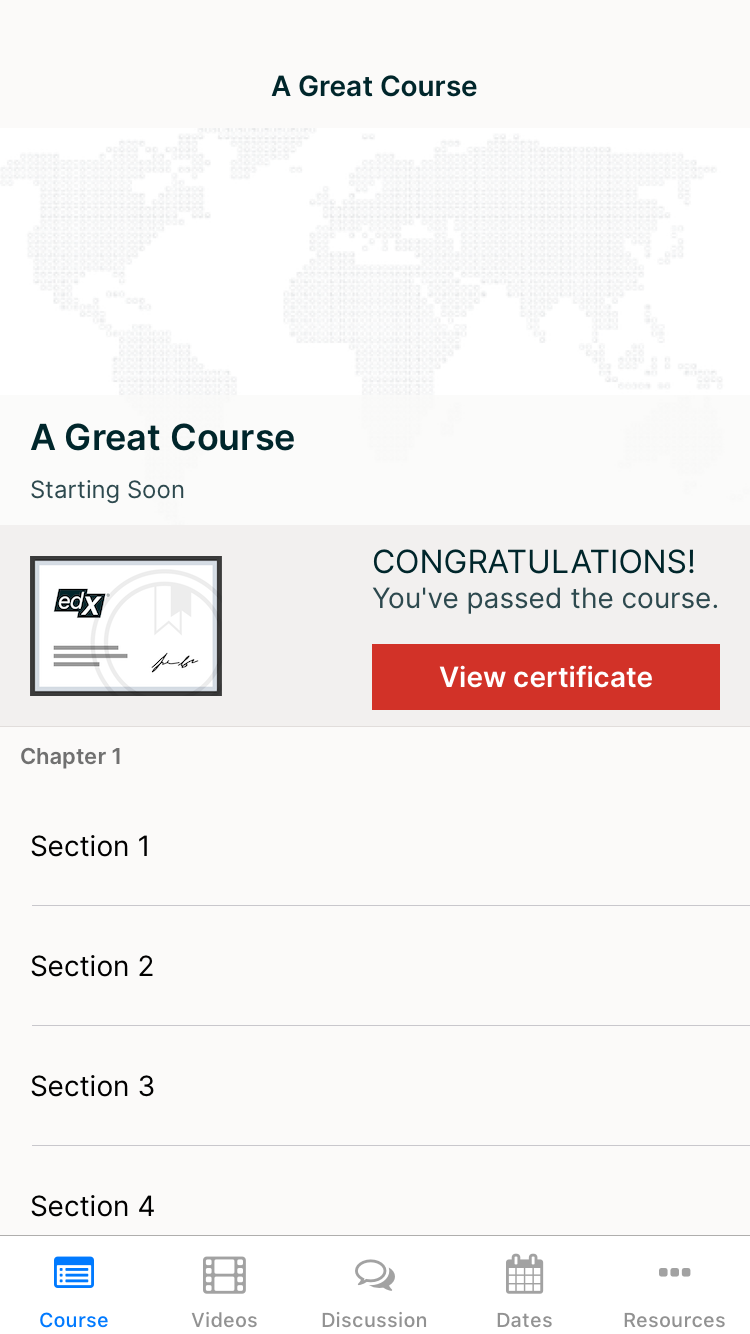 A Great Course
A Great Course
Starting Soon
edX
CONGRATULATIONS!
You've passed the course.
View certificate
Chapter 1
Section 1
Section 2
Section 3
Section 4
Course
Videos
Discussion
Dates
Resources